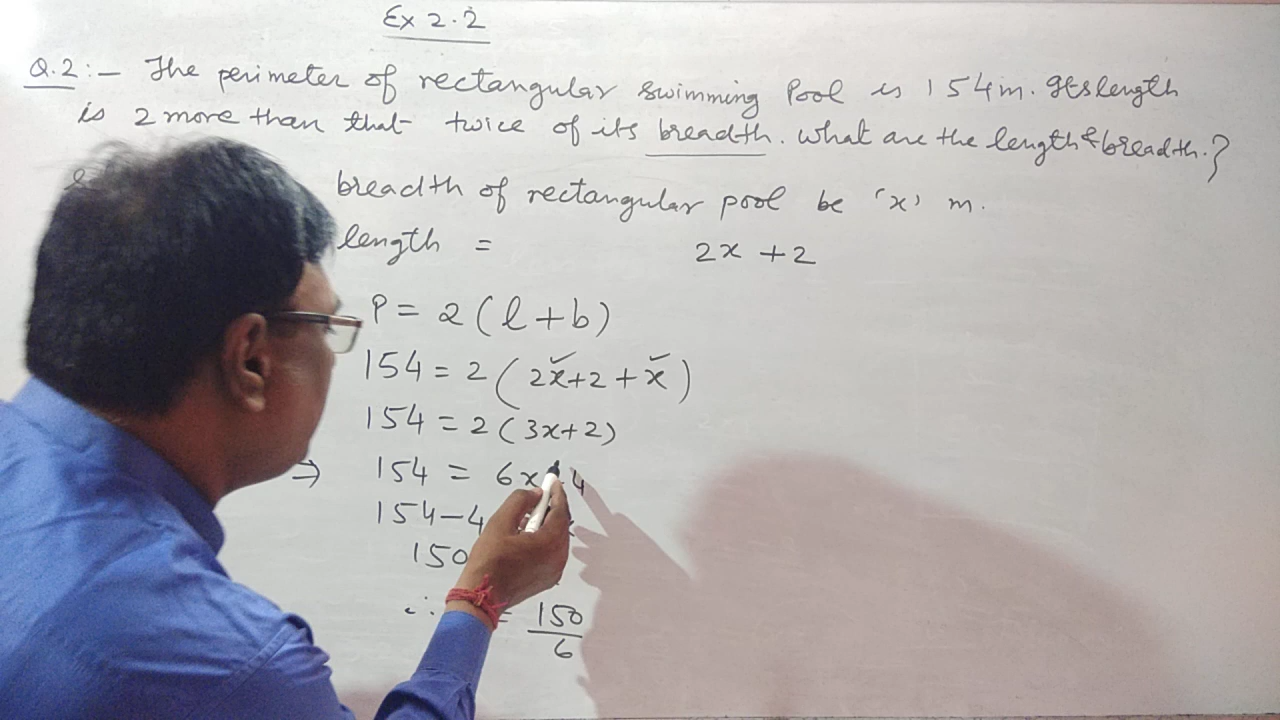 Ex 2.2
Q.2:- The perimeter of rectangular swimming Pool is 154m. Its length
is 2 more than that twice of its breadth. what are the length & breadth.?
breadth of rectangular pool be 'x' m.
length = 2x + 2
P = 2 (l + b)
154 = 2 (2x+2 + x)
154 = 2 (3x+2)
⇒ 154 = 6x+4
154-4
150
∴ = 150/6